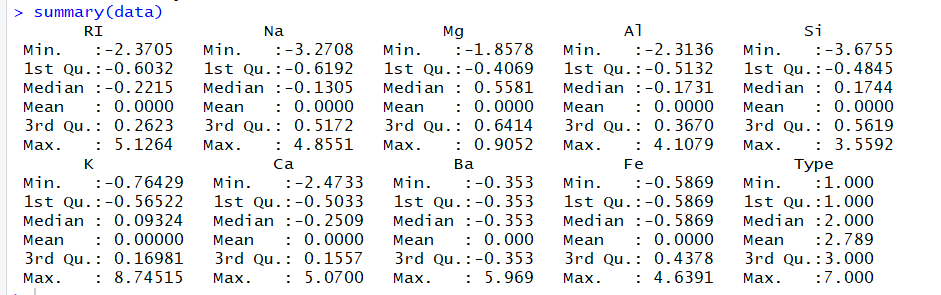 > summary(data)
RI Na Mg Al Si
Min. :-2.3705 Min. :-3.2708 Min. :-1.8578 Min. :-2.3136 Min. :-3.6755
1st Qu.:-0.6032 1st Qu.:-0.6192 1st Qu.:-0.4069 1st Qu.:-0.5132 1st Qu.:-0.4845
Median :-0.2215 Median :-0.1305 Median : 0.5581 Median :-0.1731 Median : 0.1744
Mean : 0.0000 Mean : 0.0000 Mean : 0.0000 Mean : 0.0000 Mean : 0.0000
3rd Qu.: 0.2623 3rd Qu.: 0.5172 3rd Qu.: 0.6414 3rd Qu.: 0.3670 3rd Qu.: 0.5619
Max. : 5.1264 Max. : 4.8551 Max. : 0.9052 Max. : 4.1079 Max. : 3.5592
K Ca Ba Fe Type
Min. :-0.76429 Min. :-2.4733 Min. :-0.353 Min. :-0.5869 Min. :1.000
1st Qu.:-0.56522 1st Qu.:-0.5033 1st Qu.:-0.353 1st Qu.:-0.5869 1st Qu.:1.000
Median : 0.09324 Median :-0.2509 Median :-0.353 Median :-0.5869 Median :2.000
Mean : 0.00000 Mean : 0.0000 Mean : 0.000 Mean : 0.0000 Mean :2.789
3rd Qu.: 0.16981 3rd Qu.: 0.1557 3rd Qu.:-0.353 3rd Qu.: 0.4378 3rd Qu.:3.000
Max. : 8.74515 Max. : 5.0700 Max. : 5.969 Max. : 4.6391 Max. :7.000